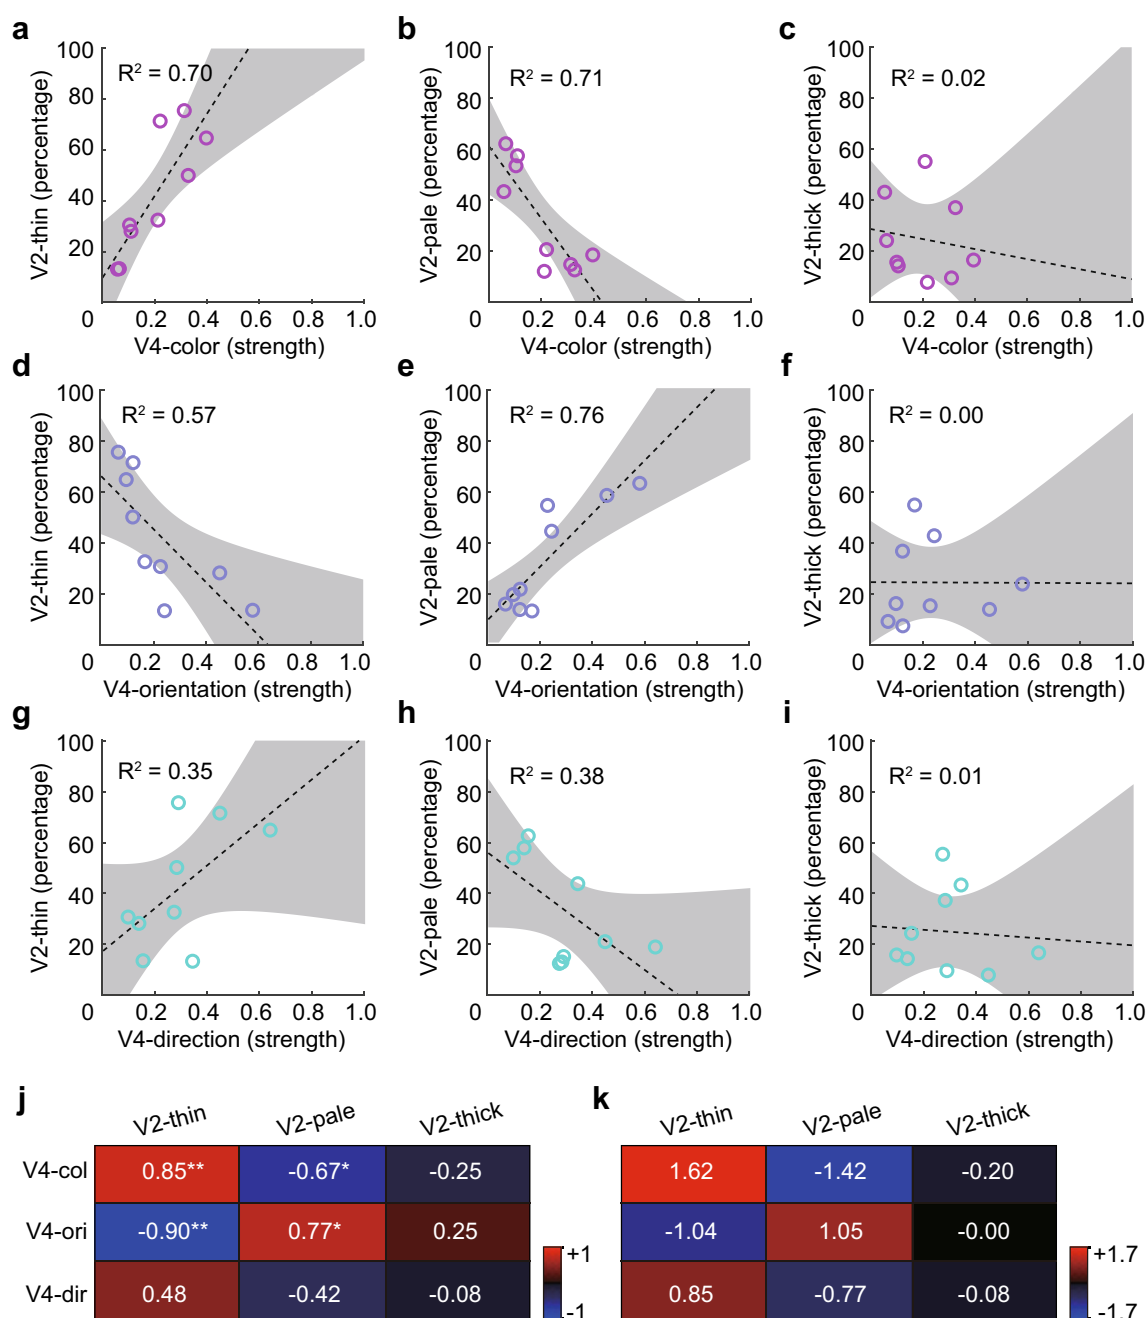 a
b
c
100
80
60
40
20
0
0.2
0.4
0.6
0.8
1.0
R² = 0.70
V2-thin (percentage)
V4-color (strength)
100
80
60
40
20
0
0.2
0.4
0.6
0.8
1.0
R² = 0.71
V2-pale (percentage)
V4-color (strength)
100
80
60
40
20
0
0.2
0.4
0.6
0.8
1.0
R² = 0.02
V2-thick (percentage)
V4-color (strength)
d
e
f
100
80
60
40
20
0
0.2
0.4
0.6
0.8
1.0
R² = 0.57
V2-thin (percentage)
V4-orientation (strength)
100
80
60
40
20
0
0.2
0.4
0.6
0.8
1.0
R² = 0.76
V2-pale (percentage)
V4-orientation (strength)
100
80
60
40
20
0
0.2
0.4
0.6
0.8
1.0
R² = 0.00
V2-thick (percentage)
V4-orientation (strength)
g
h
i
100
80
60
40
20
0
0.2
0.4
0.6
0.8
1.0
R² = 0.35
V2-thin (percentage)
V4-direction (strength)
100
80
60
40
20
0
0.2
0.4
0.6
0.8
1.0
R² = 0.38
V2-pale (percentage)
V4-direction (strength)
100
80
60
40
20
0
0.2
0.4
0.6
0.8
1.0
R² = 0.01
V2-thick (percentage)
V4-direction (strength)
j
V2-thin V2-pale V2-thick
V4-col 0.85** -0.67* -0.25
V4-ori -0.90** 0.77* 0.25
V4-dir 0.48 -0.42 -0.08
+1
-1
k
V2-thin V2-pale V2-thick
1.62 -1.42 -0.20
-1.04 1.05 -0.00
0.85 -0.77 -0.08
+1.7
-1.7